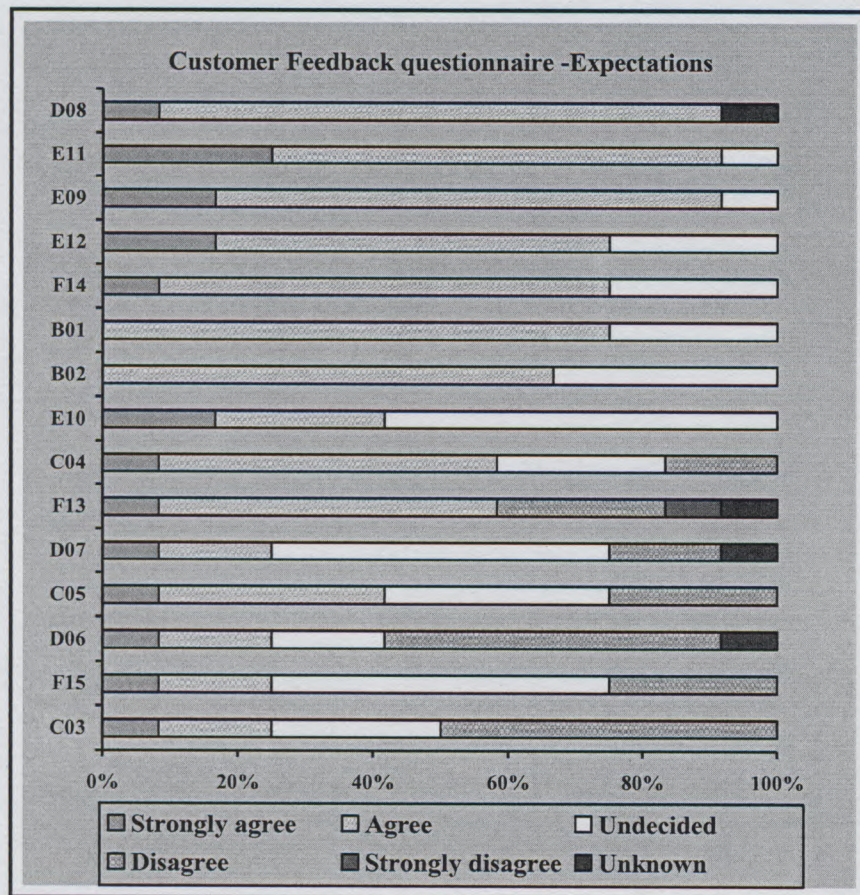 Customer Feedback questionnaire -Expectations
D08
E11
E09
E12
F14
B01
B02
E10
C04
F13
D07
C05
D06
F15
C03
0% 20% 40% 60% 80% 100%
Strongly agree Agree Undecided
Disagree Strongly disagree Unknown